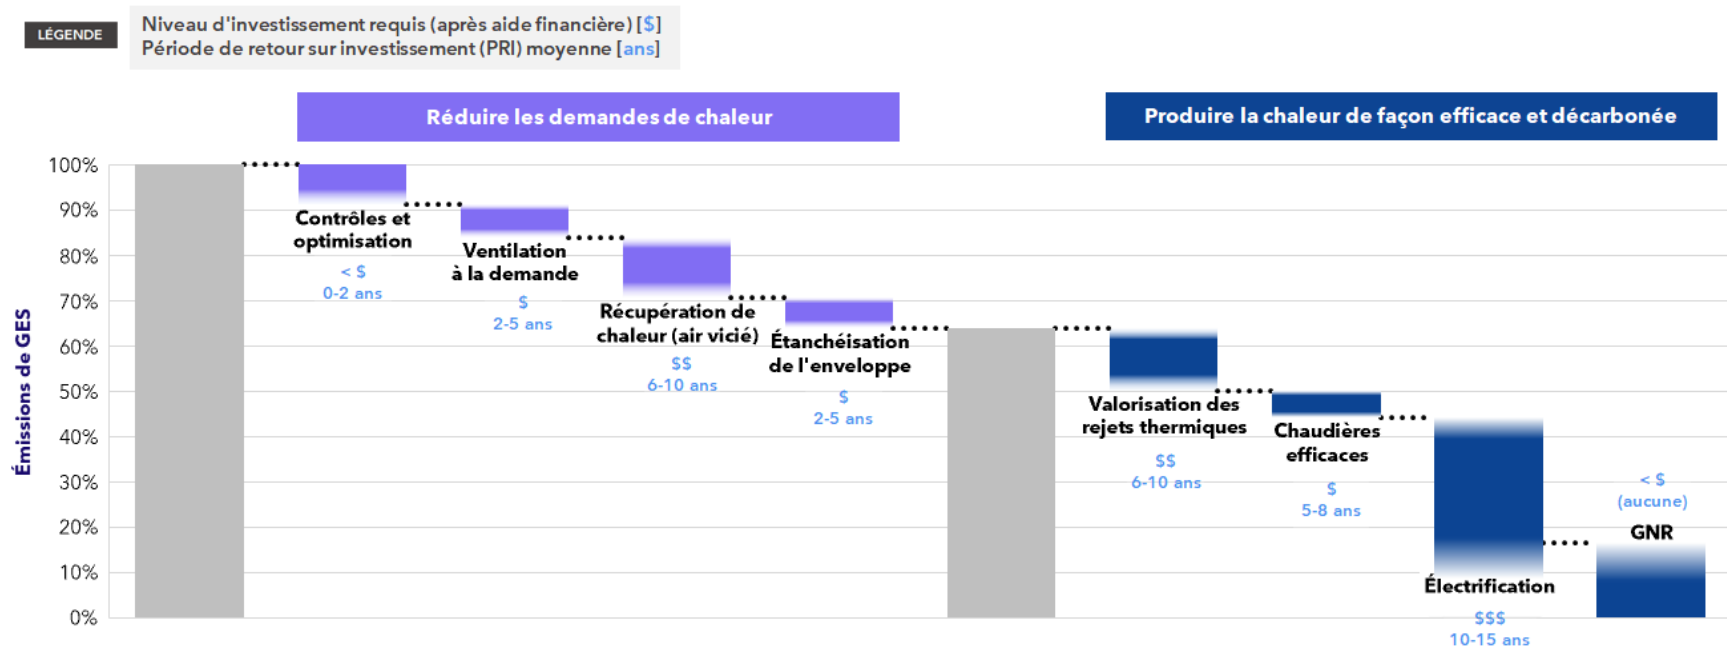 LÉGENDE
Niveau d'investissement requis (après aide financière) [$]
Période de retour sur investissement (PRI) moyenne [ans]
Réduire les demandes de chaleur
Produire la chaleur de façon efficace et décarbonée
Émissions de GES
100%
90%
80%
70%
60%
50%
40%
30%
20%
10%
0%
Contrôles et
optimisation
< $
0-2 ans
Ventilation
à la demande
$
2-5 ans
Récupération de
chaleur (air vicié)
$$
6-10 ans
Étanchéisation
de l'enveloppe
$
2-5 ans
Valorisation des
rejets thermiques
$$
6-10 ans
Chaudières
efficaces
$
5-8 ans
Électrification
$$$
10-15 ans
< $
(aucune)
GNR